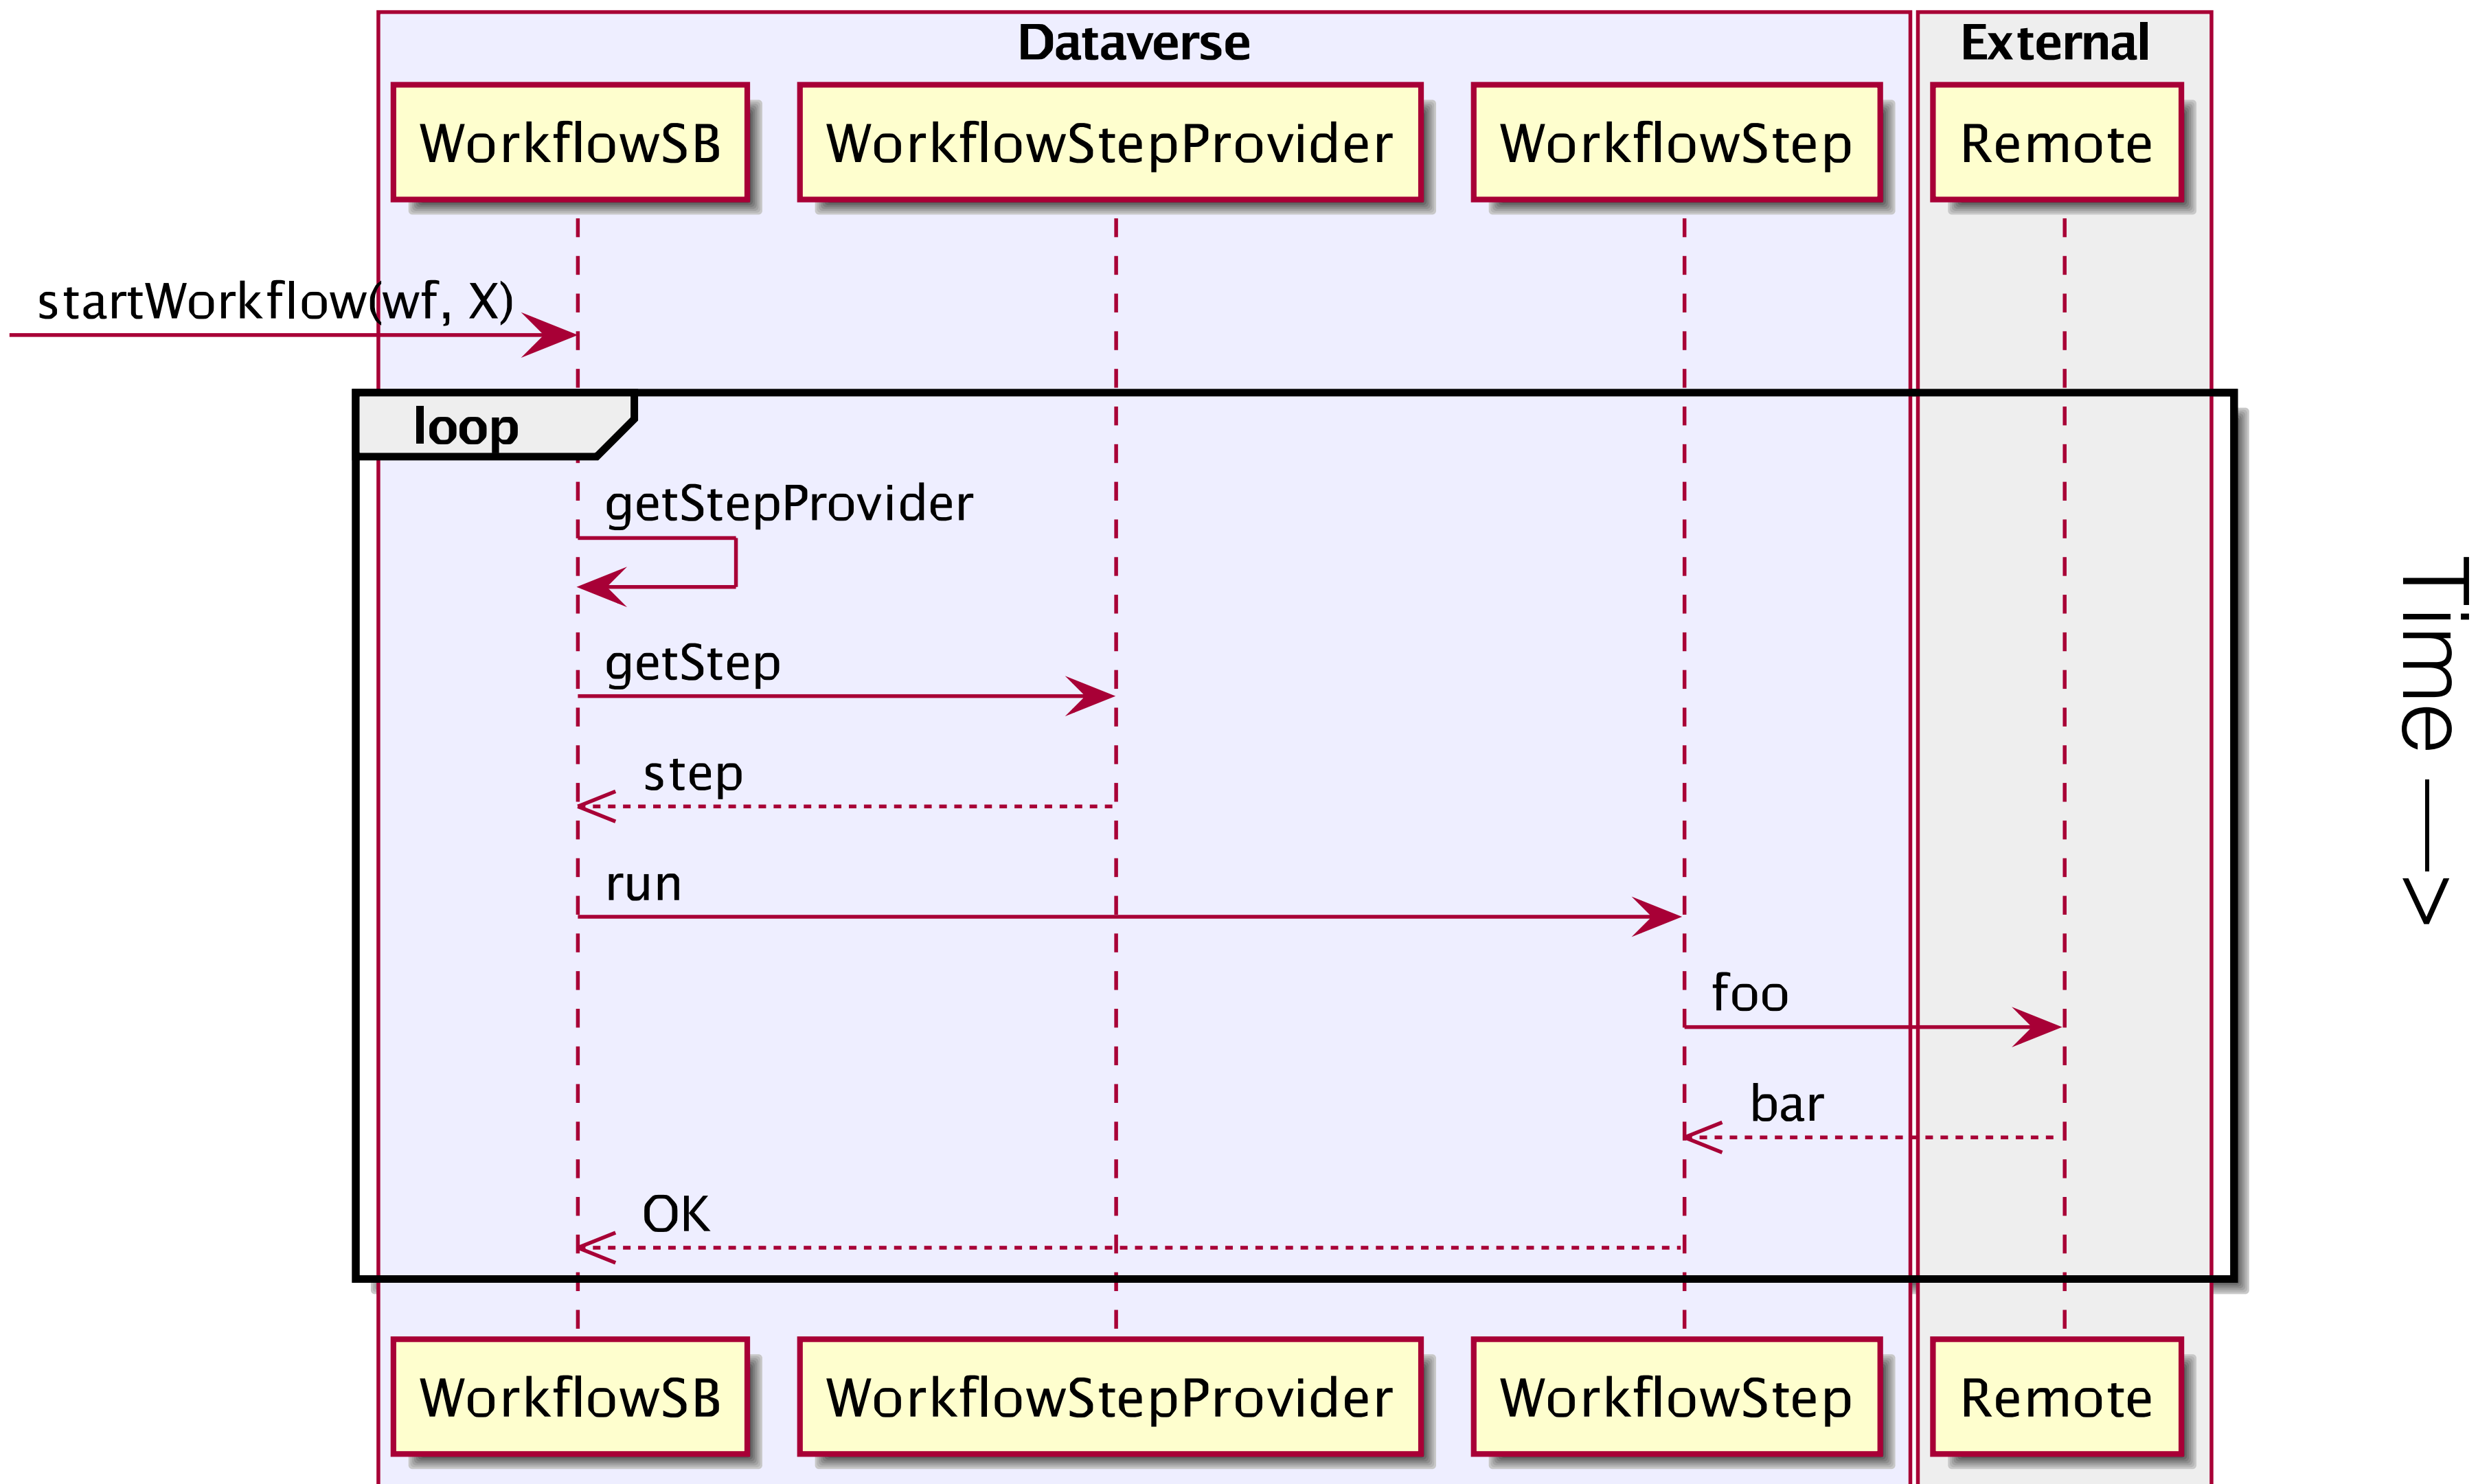 Dataverse
External
WorkflowSB
WorkflowStepProvider
WorkflowStep
Remote
startWorkflow(wf, X)
loop
getStepProvider
getStep
step
run
foo
bar
OK
Time —>
WorkflowSB
WorkflowStepProvider
WorkflowStep
Remote